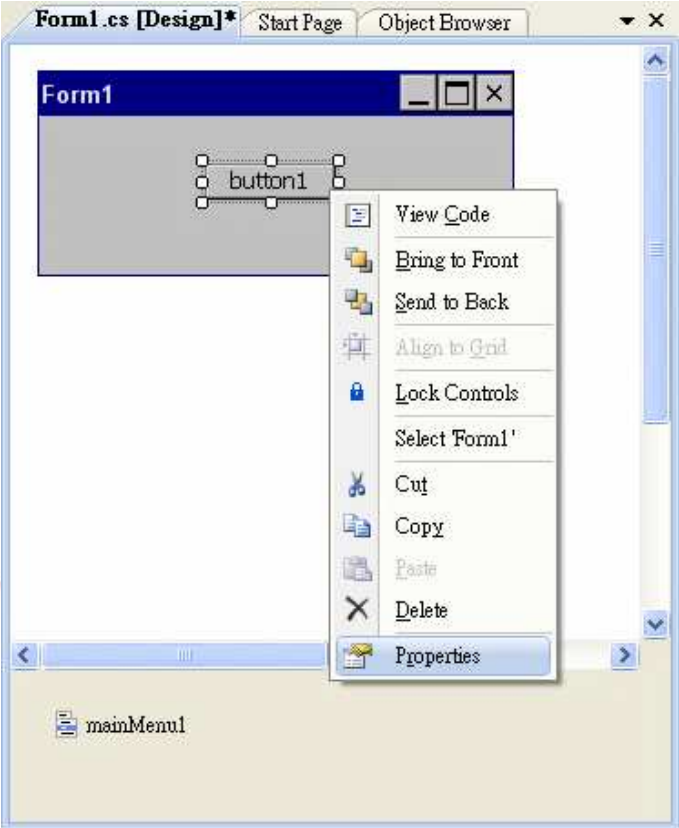 Form1.cs [Design]* Start Page Object Browser
Form1
button1
View Code
Bring to Front
Send to Back
Align to Grid
Lock Controls
Select 'Form1'
Cut
Copy
Paste
Delete
Properties
mainMenu1